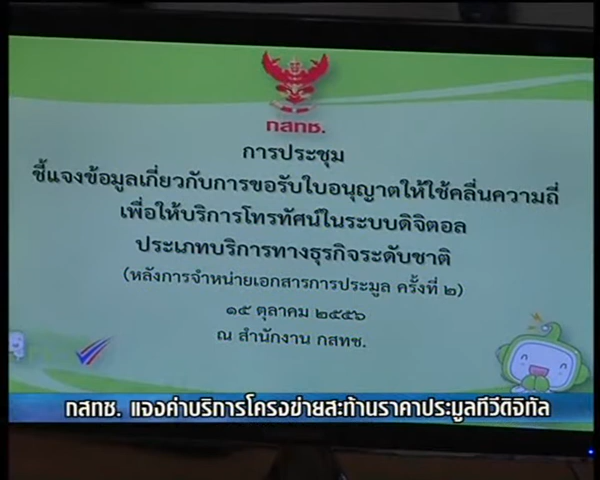 กสทช.
การประชุม
ชี้แจงข้อมูลเกี่ยวกับการขอรับใบอนุญาตให้ใช้คลื่นความถี่
เพื่อให้บริการโทรทัศน์ในระบบดิจิตอล
ประเภทบริการทางธุรกิจระดับชาติ
(หลังการจำหน่ายเอกสารการประมูล ครั้งที่ ๒)
๑๕ ตุลาคม ๒๕๕๖
ณ สำนักงาน กสทช.
กสทช. แจงค่าบริการโครงข่ายสะท้านราคาประมูลทีวีดิจิทัล